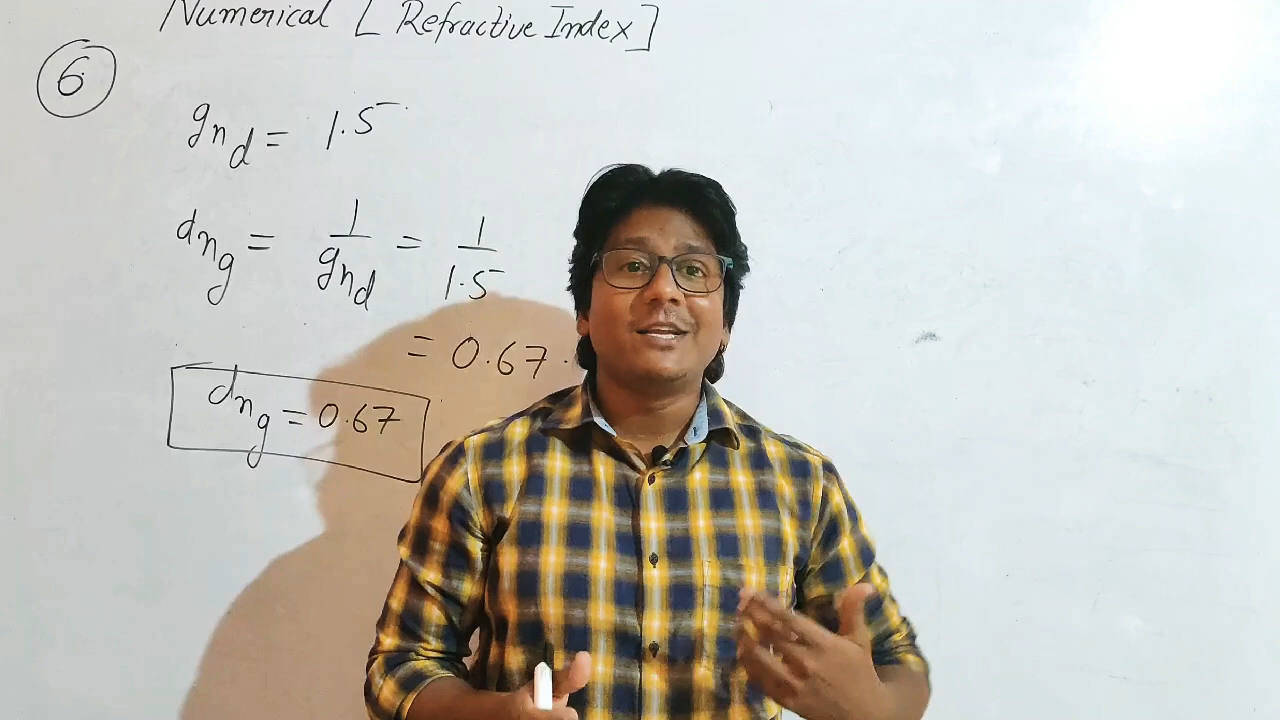 Numerical [Refractive Index]
6
gnd = 1.5
dng = 1/gnd = 1/1.5
= 0.67.
dng = 0.67